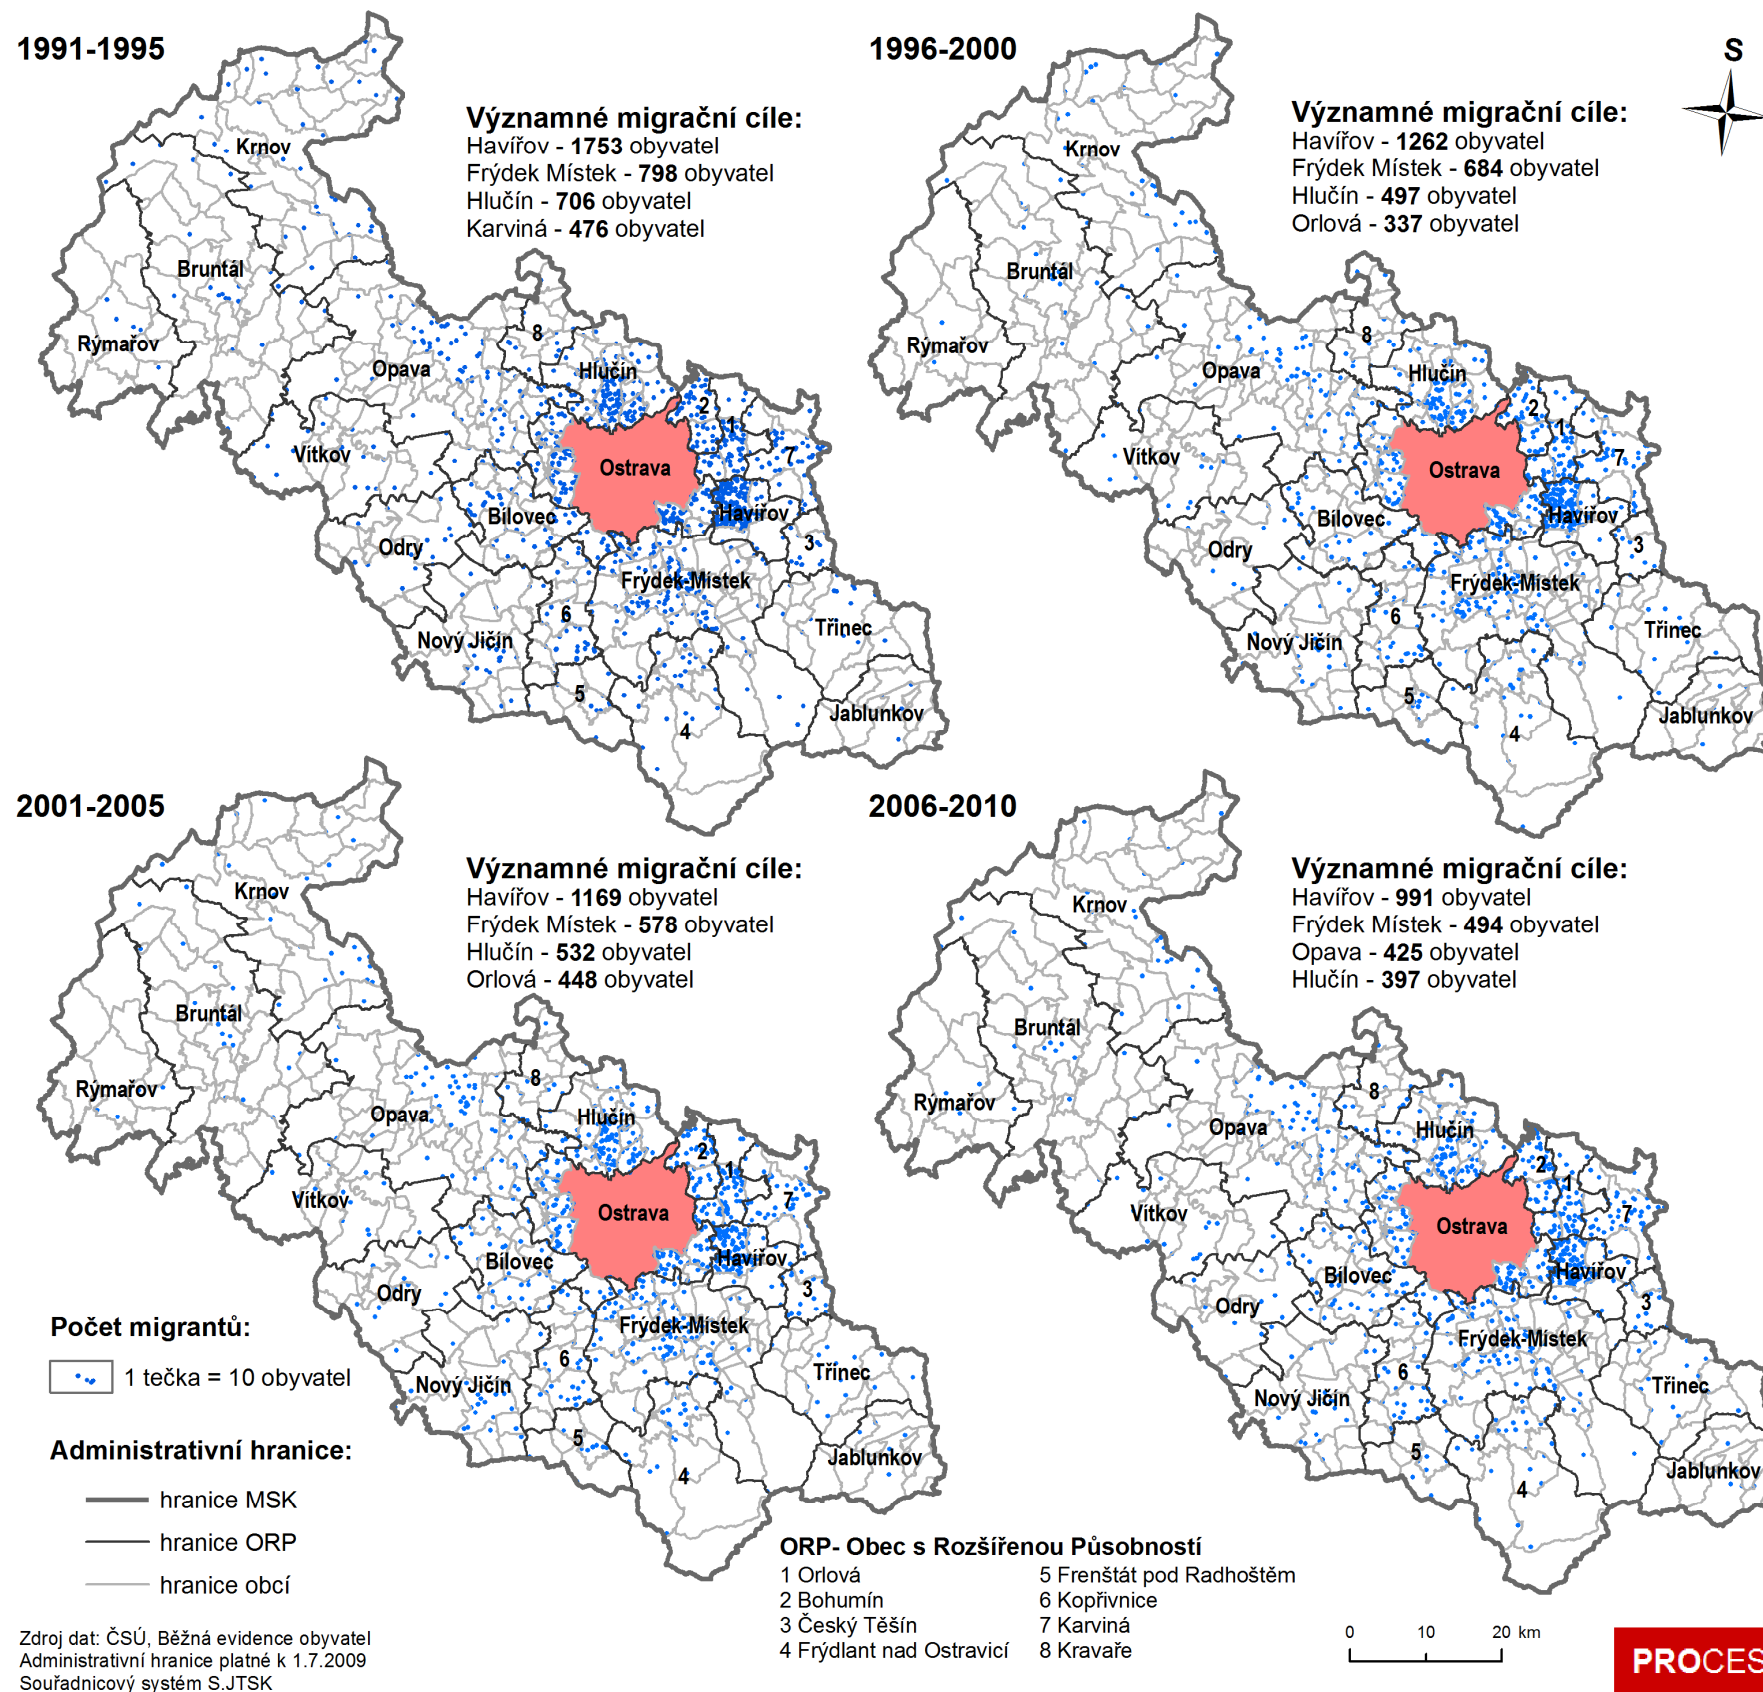 1991-1995
Významné migrační cíle:
Havířov - 1753 obyvatel
Frýdek Místek - 798 obyvatel
Hlučín - 706 obyvatel
Karviná - 476 obyvatel
Krnov
Bruntál
Rýmařov
8
Opava
Hlučín
2
1
Vítkov
Ostrava
7
Bílovec
Havířov
Odry
3
Frýdek-Místek
6
Nový Jičín
Třinec
5
4
Jablunkov
1996-2000
S
Významné migrační cíle:
Havířov - 1262 obyvatel
Frýdek Místek - 684 obyvatel
Hlučín - 497 obyvatel
Orlová - 337 obyvatel
Krnov
Bruntál
Rýmařov
8
Opava
Hlučín
2
1
Vítkov
Ostrava
7
Bílovec
Havířov
Odry
3
Frýdek-Místek
6
Nový Jičín
Třinec
5
4
Jablunkov
2001-2005
Významné migrační cíle:
Havířov - 1169 obyvatel
Frýdek Místek - 578 obyvatel
Hlučín - 532 obyvatel
Orlová - 448 obyvatel
Krnov
Bruntál
Rýmařov
8
Opava
Hlučín
2
1
Vítkov
Ostrava
7
Bílovec
Havířov
Odry
3
Frýdek-Místek
6
Nový Jičín
Třinec
5
4
Jablunkov
2006-2010
Významné migrační cíle:
Havířov - 991 obyvatel
Frýdek Místek - 494 obyvatel
Opava - 425 obyvatel
Hlučín - 397 obyvatel
Krnov
Bruntál
Rýmařov
8
Opava
Hlučín
2
1
Vítkov
Ostrava
7
Bílovec
Havířov
Odry
3
Frýdek-Místek
6
Nový Jičín
Třinec
5
4
Jablunkov
Počet migrantů:
1 tečka = 10 obyvatel
Administrativní hranice:
hranice MSK
hranice ORP
hranice obcí
Zdroj dat: ČSÚ, Běžná evidence obyvatel
Administrativní hranice platné k 1.7.2009
Souřadnicový systém S.JTSK
ORP- Obec s Rozšířenou Působností
1 Orlová
2 Bohumín
3 Český Těšín
4 Frýdlant nad Ostravicí
5 Frenštát pod Radhoštěm
6 Kopřivnice
7 Karviná
8 Kravaře
0 10 20 km
PROCES